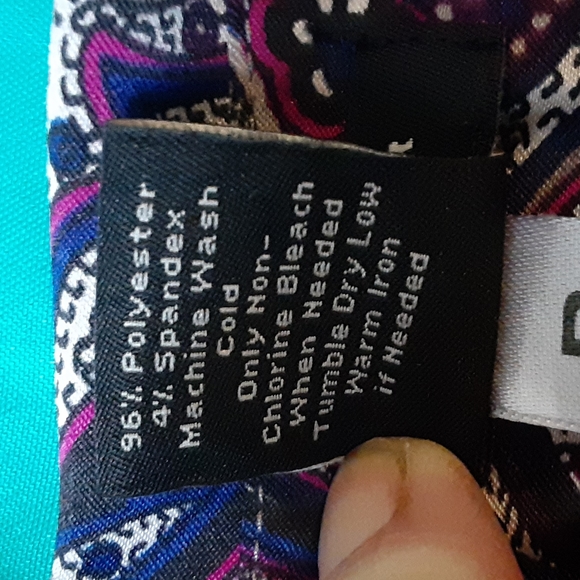 96% Polyester
4% Spandex
Machine Wash
Cold
Only Non-
Chlorine Bleach
When Needed
Tumble Dry Low
Warm Iron
if Needed